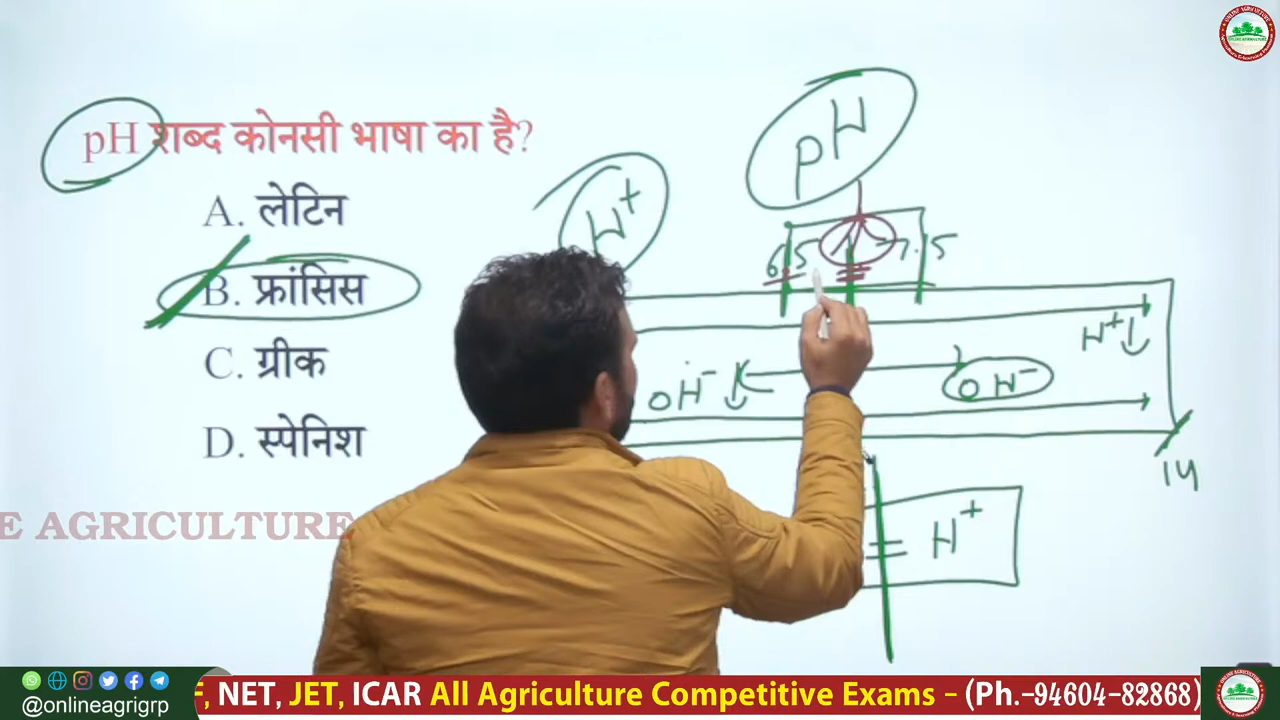 pH शब्द कोनसी भाषा का है?
A. लेटिन
B. फ्रांसिस
C. ग्रीक
D. स्पेनिश
pH
H⁺
6.5
7
7.5
H⁺
OH⁻
OH⁻
14
= H⁺
E AGRICULTURE
@onlineagrigrp
F, NET, JET, ICAR All Agriculture Competitive Exams - (Ph.-94604-82868)